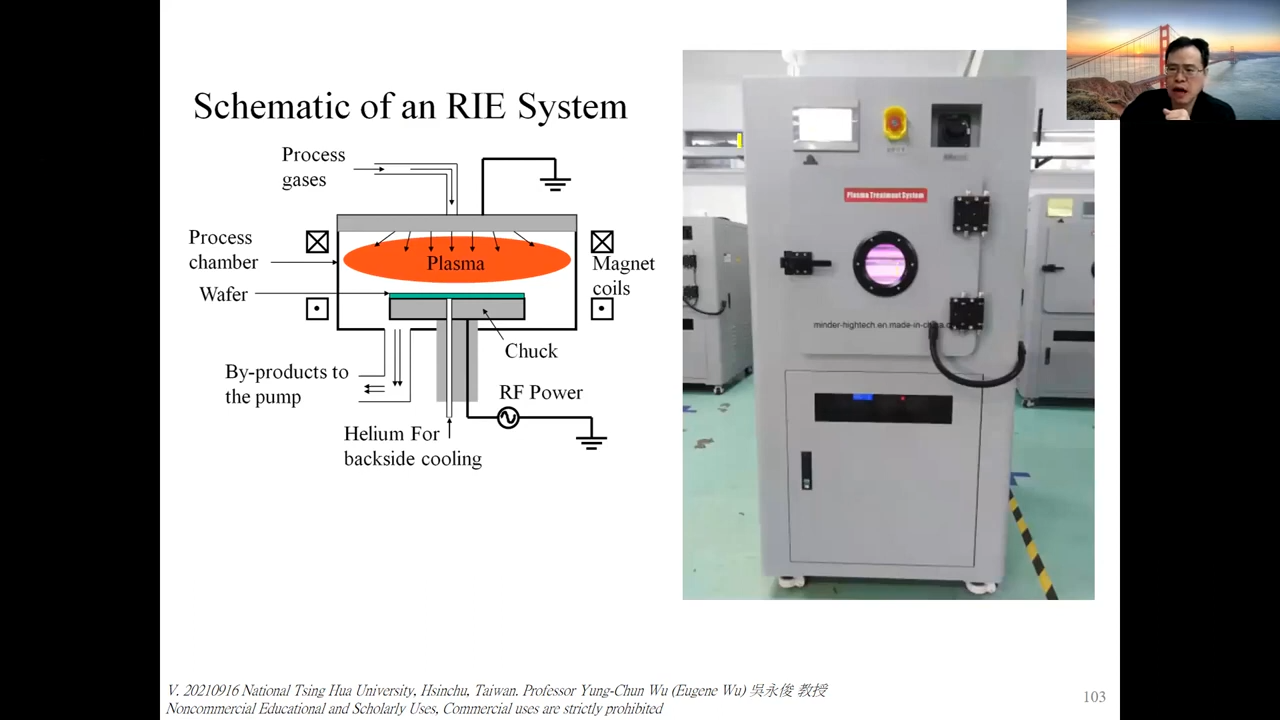 Schematic of an RIE System
Process
gases
Process
chamber
Plasma
Magnet
coils
Wafer
Chuck
By-products to
the pump
RF Power
Helium For
backside cooling
Plasma Treatment System
minder-hightech.en.made-in-china.c
V. 20210916 National Tsing Hua University, Hsinchu, Taiwan. Professor Yung-Chun Wu (Eugene Wu) 吳永俊 教授
Noncommercial Educational and Scholarly Uses, Commercial uses are strictly prohibited
103